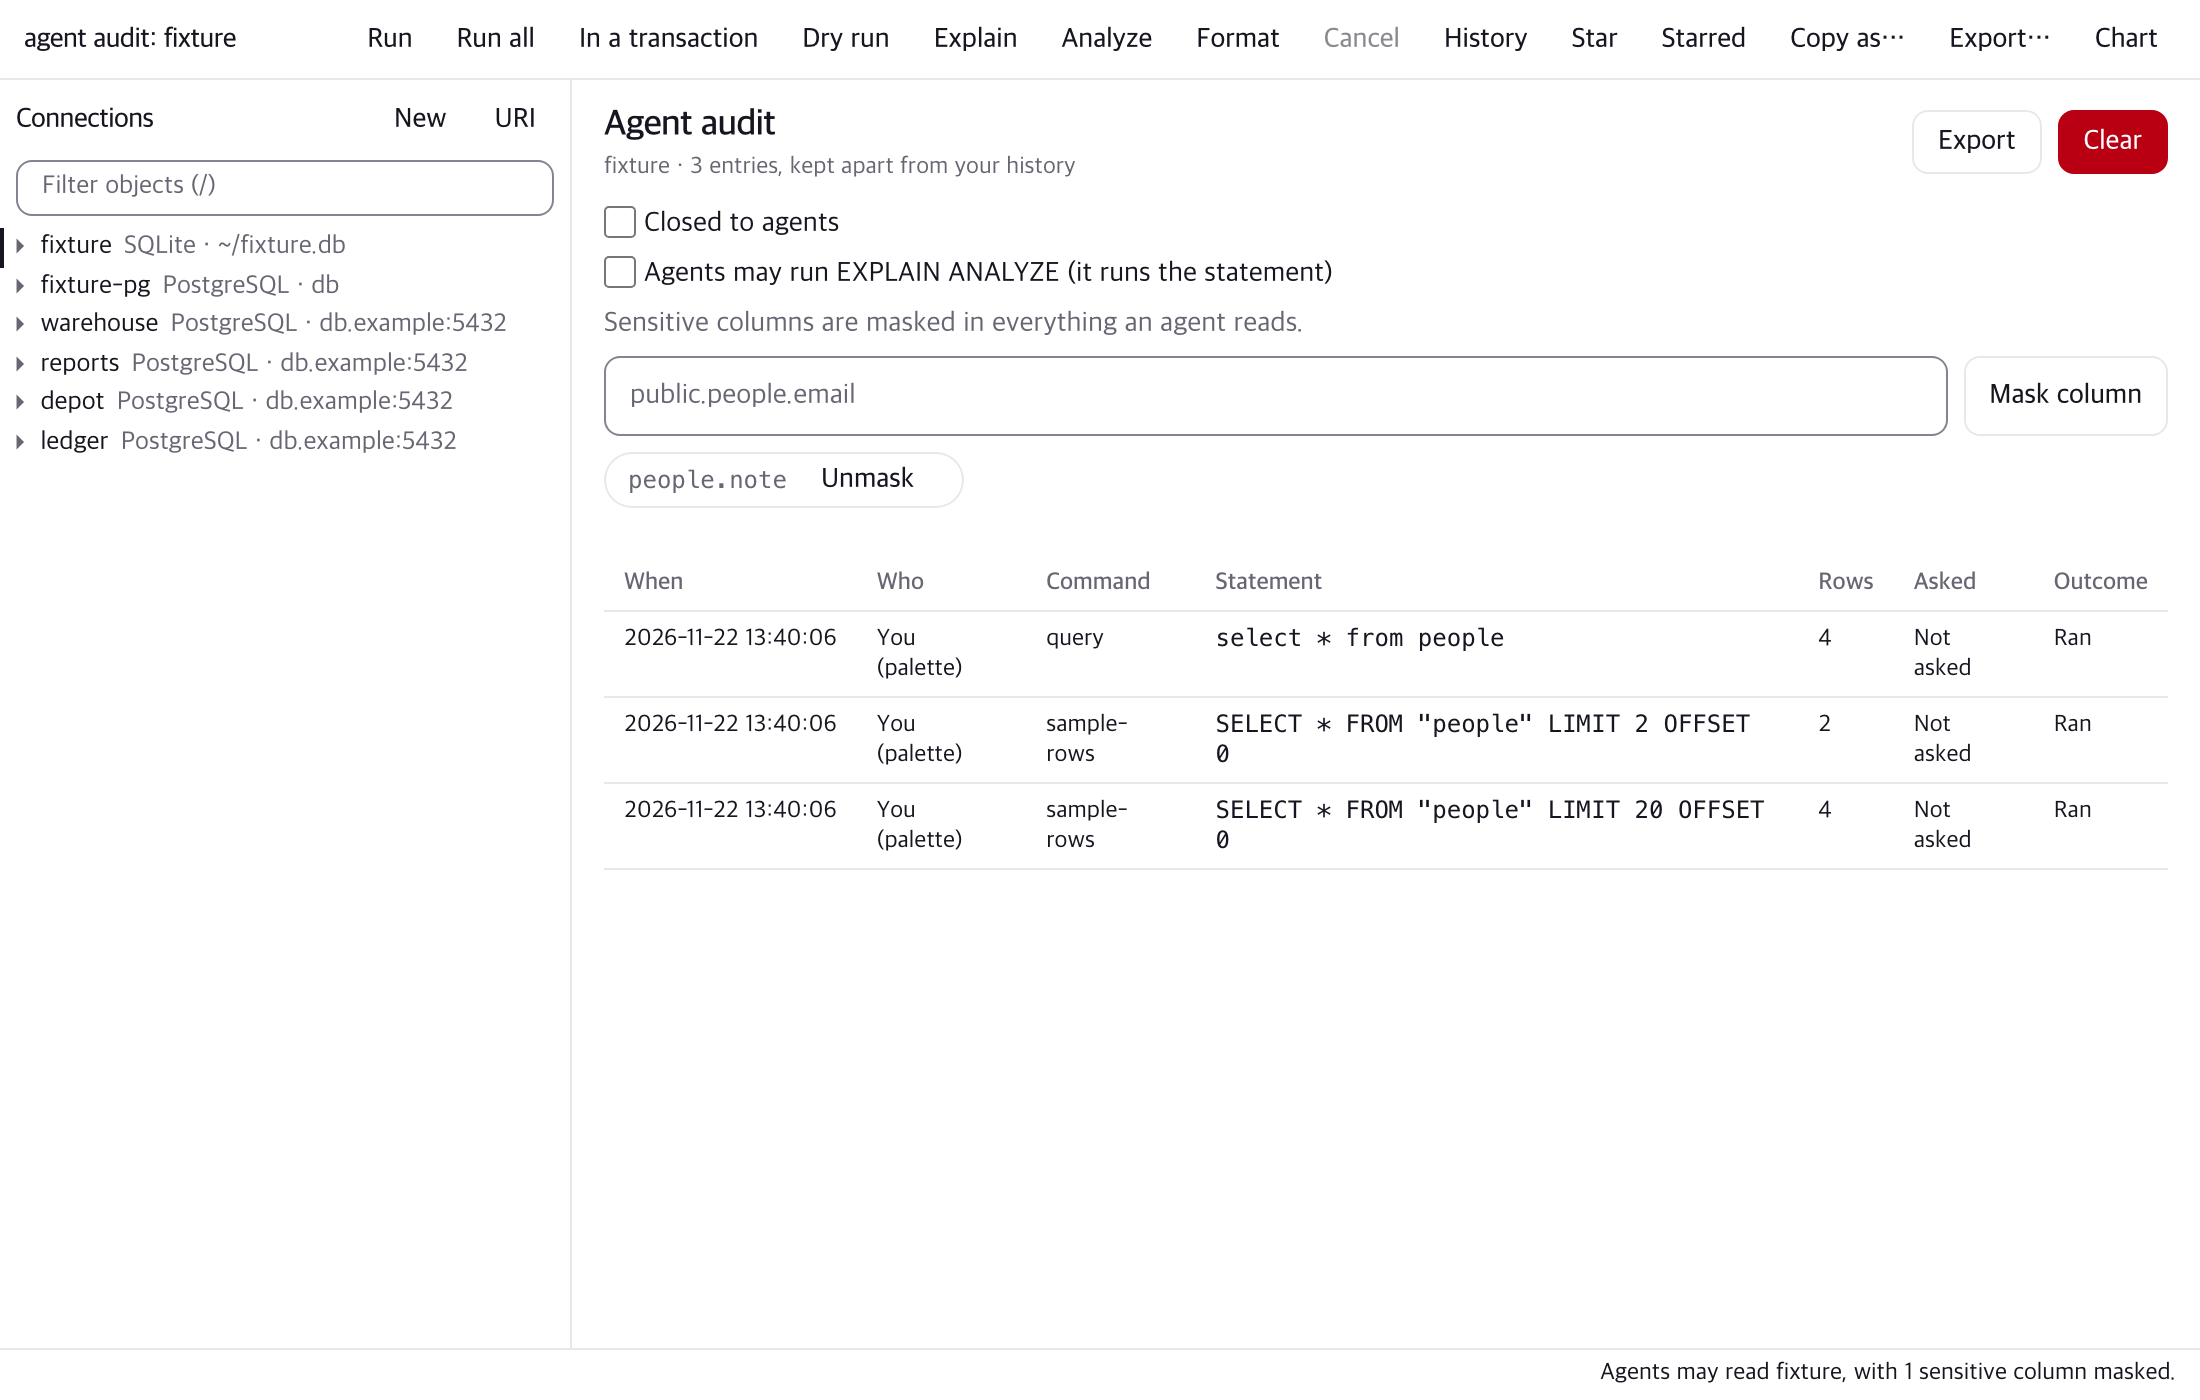 agent audit: fixture
Run
Run all
In a transaction
Dry run
Explain
Analyze
Format
Cancel
History
Star
Starred
Copy as···
Export···
Chart
Connections
New
URI
Filter objects (/)
fixture SQLite · ~/fixture.db
fixture-pg PostgreSQL · db
warehouse PostgreSQL · db.example:5432
reports PostgreSQL · db.example:5432
depot PostgreSQL · db.example:5432
ledger PostgreSQL · db.example:5432
Agent audit
fixture · 3 entries, kept apart from your history
Export
Clear
Closed to agents
Agents may run EXPLAIN ANALYZE (it runs the statement)
Sensitive columns are masked in everything an agent reads.
public.people.email
Mask column
people.note Unmask
When Who Command Statement Rows Asked Outcome
2026-11-22 13:40:06 You query select * from people 4 Not Ran
(palette) asked
2026-11-22 13:40:06 You sample- SELECT * FROM "people" LIMIT 2 OFFSET 2 Not Ran
(palette) rows 0 asked
2026-11-22 13:40:06 You sample- SELECT * FROM "people" LIMIT 20 OFFSET 4 Not Ran
(palette) rows 0 asked
Agents may read fixture, with 1 sensitive column masked.